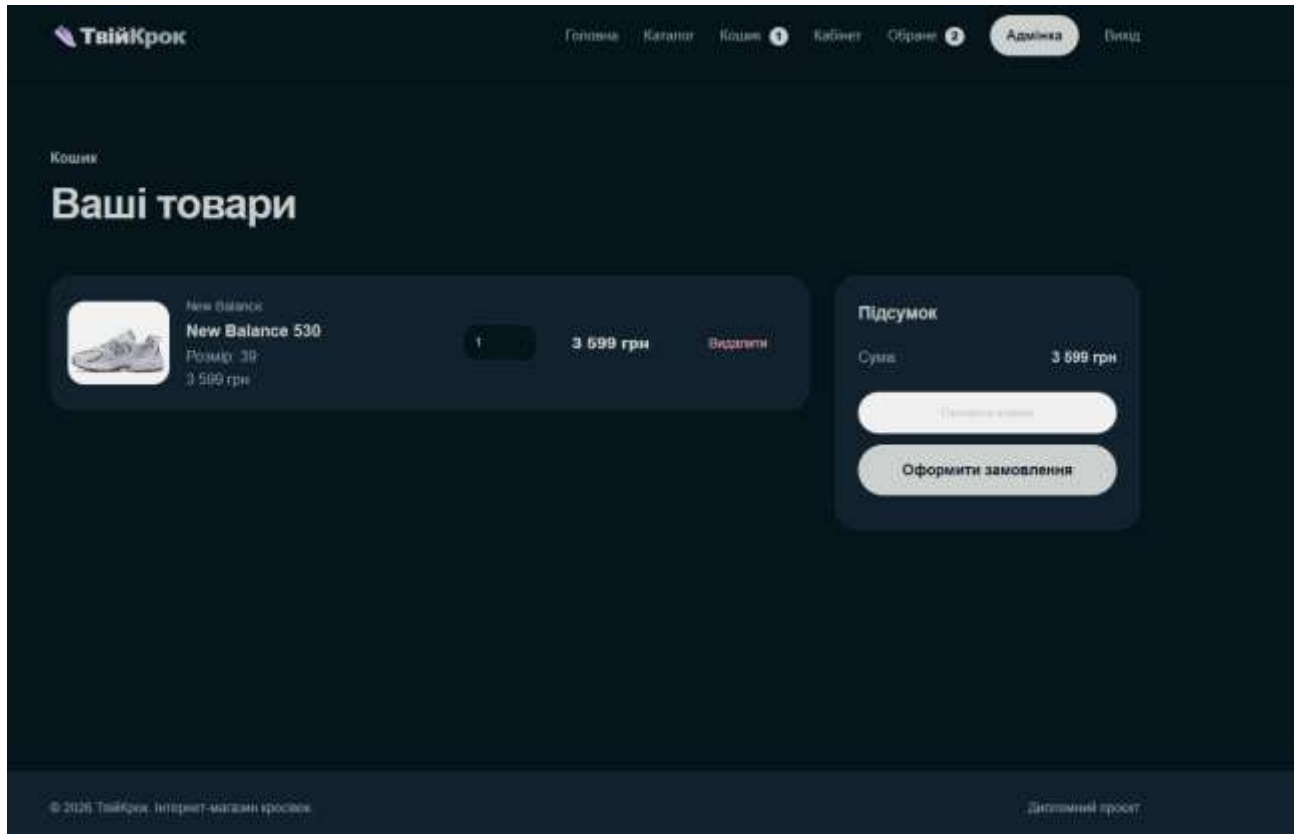 ТвійКрок
Головна Каталог Кошик 1 Кабінет Обране 2 Адмінка Вихід
Кошик
Ваші товари
New Balance
New Balance 530
Розмір: 39
3 599 грн
1
3 599 грн
Видалити
Підсумок
Сума 3 599 грн
Оновити кошик
Оформити замовлення
© 2026 ТвійКрок. Інтернет-магазин кросівок
Дипломний проєкт